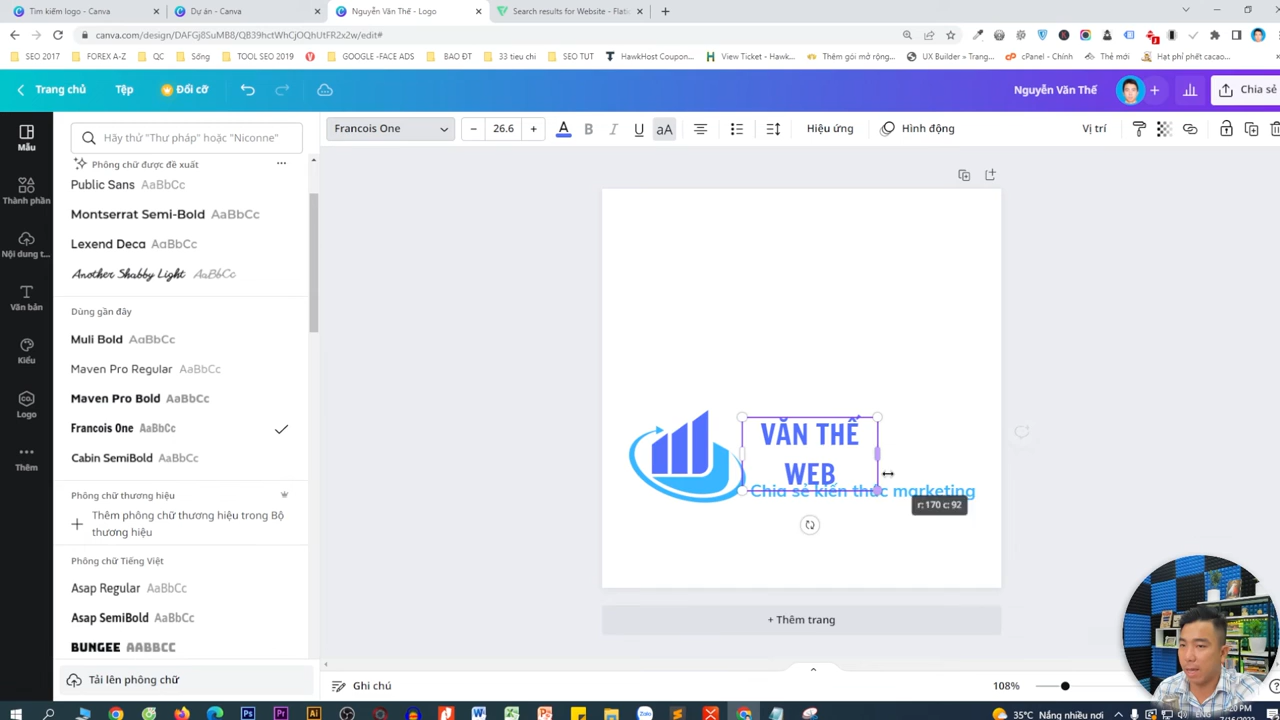 Tìm kiếm logo - Canva
Dự án - Canva
Nguyễn Văn Thế - Logo
Search results for Website - Flati
canva.com/design/DAFGj8SuMB8/QB39hctWhCjOQhUtFR2x2w/edit#
SEO 2017
FOREX A-Z
QC
Sống
TOOL SEO 2019
GOOGLE -FACE ADS
BAO ĐT
33 tieu chi
SEO TUT
HawkHost Coupon...
View Ticket - Hawk...
Thêm gói mở rộng...
UX Builder » Trang...
cPanel - Chính
Thẻ mới
Hạt phỉ phết cacao...
Trang chủ
Tệp
Đổi cỡ
Nguyễn Văn Thế
Chia sẻ
Mẫu
Thành phần
Nội dung t...
Văn bản
Kiểu
Logo
Thêm
Hãy thử "Thư pháp" hoặc "Niconne"
Phông chữ được đề xuất
Public Sans AaBbCc
Montserrat Semi-Bold AaBbCc
Lexend Deca AaBbCc
Another Shabby Light AaBbCc
Dùng gần đây
Muli Bold AaBbCc
Maven Pro Regular AaBbCc
Maven Pro Bold AaBbCc
Francois One AaBbCc
Cabin SemiBold AaBbCc
Phông chữ thương hiệu
Thêm phông chữ thương hiệu trong Bộ
thương hiệu
Phông chữ Tiếng Việt
Asap Regular AaBbCc
Asap SemiBold AaBbCc
BUNGEE AABBCC
Tải lên phông chữ
Francois One
26.6
aA
Hiệu ứng
Hình động
Vị trí
VĂN THẾ
WEB
Chia sẻ kiến thức marketing
r: 170 c: 92
+ Thêm trang
Ghi chú
108%
35°C Nắng nhiều nơi